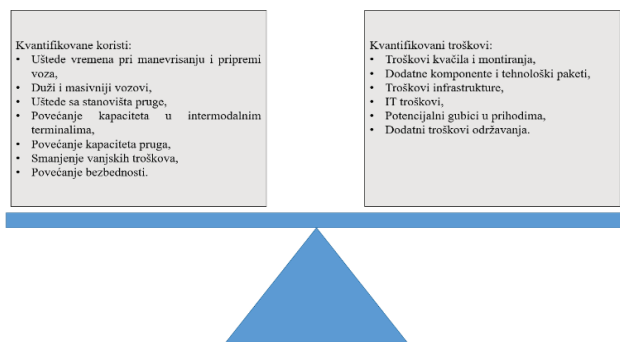 Kvantifikovane koristi:
• Uštede vremena pri manevrisanju i pripremi
voza,
• Duži i masivniji vozovi,
• Uštede sa stanovišta pruge,
• Povećanje kapaciteta u intermodalnim
terminalima,
• Povećanje kapaciteta pruga,
• Smanjenje vanjskih troškova,
• Povećanje bezbednosti.
Kvantifikovani troškovi:
• Troškovi kvačila i montiranja,
• Dodatne komponente i tehnološki paketi,
• Troškovi infrastrukture,
• IT troškovi,
• Potencijalni gubici u prihodima,
• Dodatni troškovi održavanja.